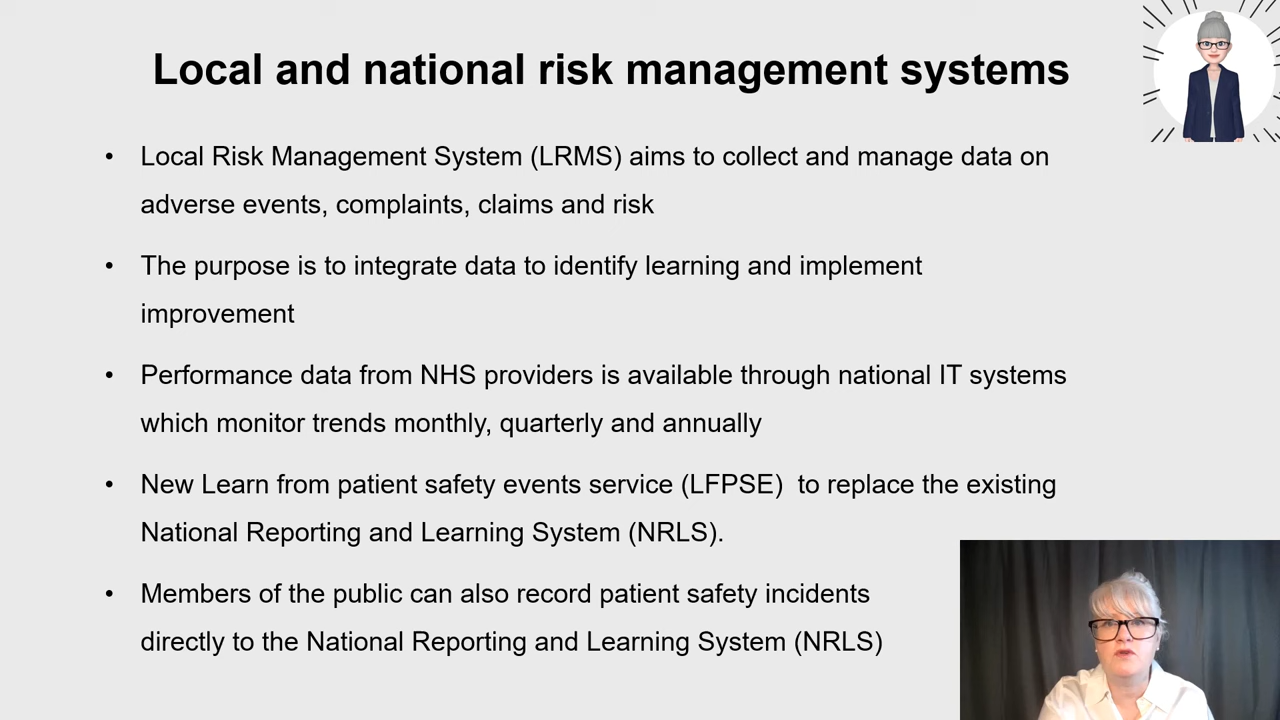 Local and national risk management systems
• Local Risk Management System (LRMS) aims to collect and manage data on
adverse events, complaints, claims and risk
• The purpose is to integrate data to identify learning and implement
improvement
• Performance data from NHS providers is available through national IT systems
which monitor trends monthly, quarterly and annually
• New Learn from patient safety events service (LFPSE)  to replace the existing
National Reporting and Learning System (NRLS).
• Members of the public can also record patient safety incidents
directly to the National Reporting and Learning System (NRLS)